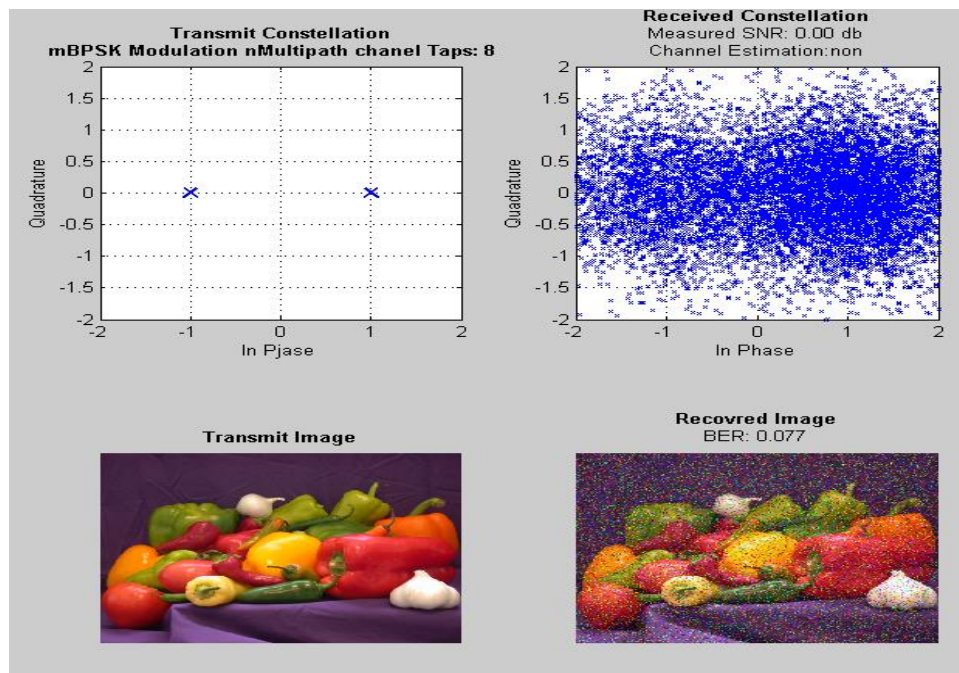 Transmit Constellation
mBPSK Modulation nMultipath chanel Taps: 8
2
1.5
1
0.5
0
-0.5
-1
-1.5
-2
-2
-1
0
1
2
Quadrature
In Pjase
Received Constellation
Measured SNR: 0.00 db
Channel Estimation:non
2
1.5
1
0.5
0
-0.5
-1
-1.5
-2
-2
-1
0
1
2
Quadrature
In Phase
Transmit Image
Recovred Image
BER: 0.077